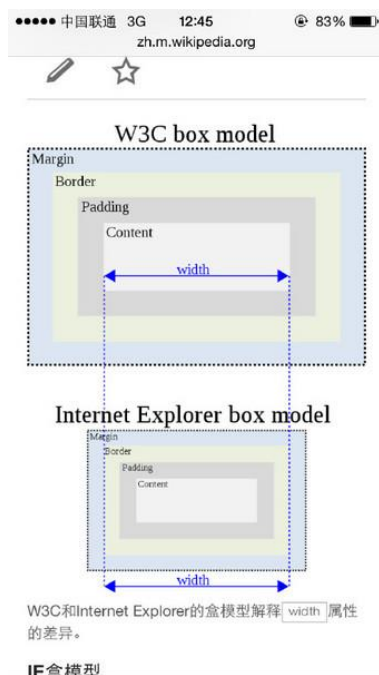 中国联通 3G 12:45 83%
zh.m.wikipedia.org
W3C box model
Margin
Border
Padding
Content
width
Internet Explorer box model
Margin
Border
Padding
Content
width
W3C和Internet Explorer的盒模型解释 width 属性
的差异。
IE盒模型